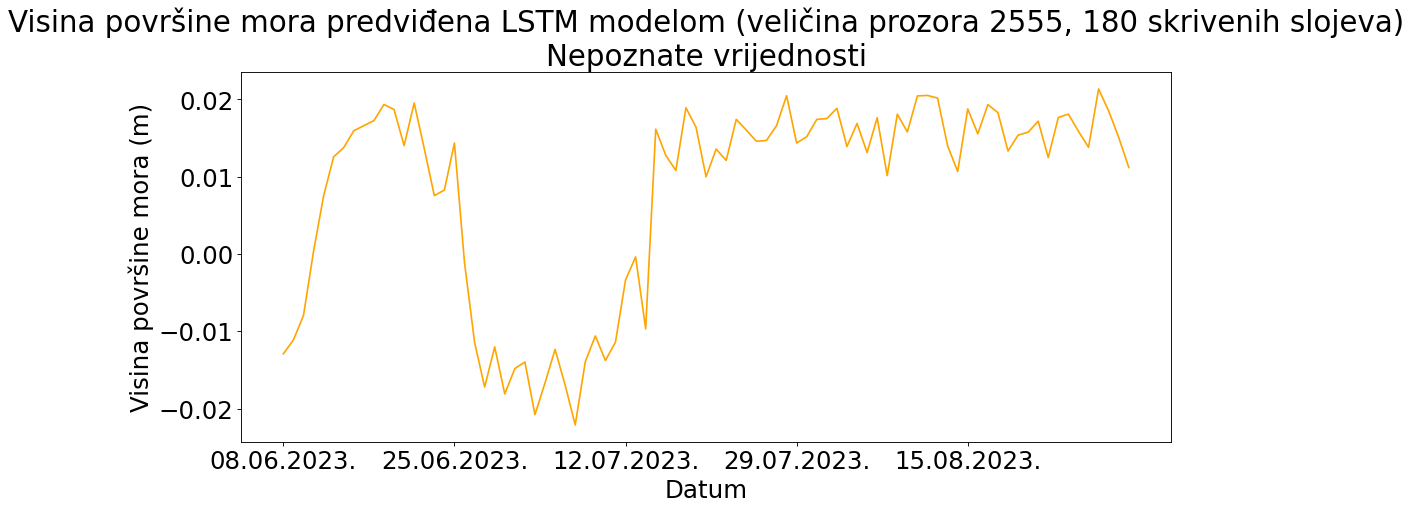 Visina površine mora predviđena LSTM modelom (veličina prozora 2555, 180 skrivenih slojeva)
Nepoznate vrijednosti
Visina površine mora (m)
0.02
0.01
0.00
−0.01
−0.02
08.06.2023.
25.06.2023.
12.07.2023.
29.07.2023.
15.08.2023.
Datum